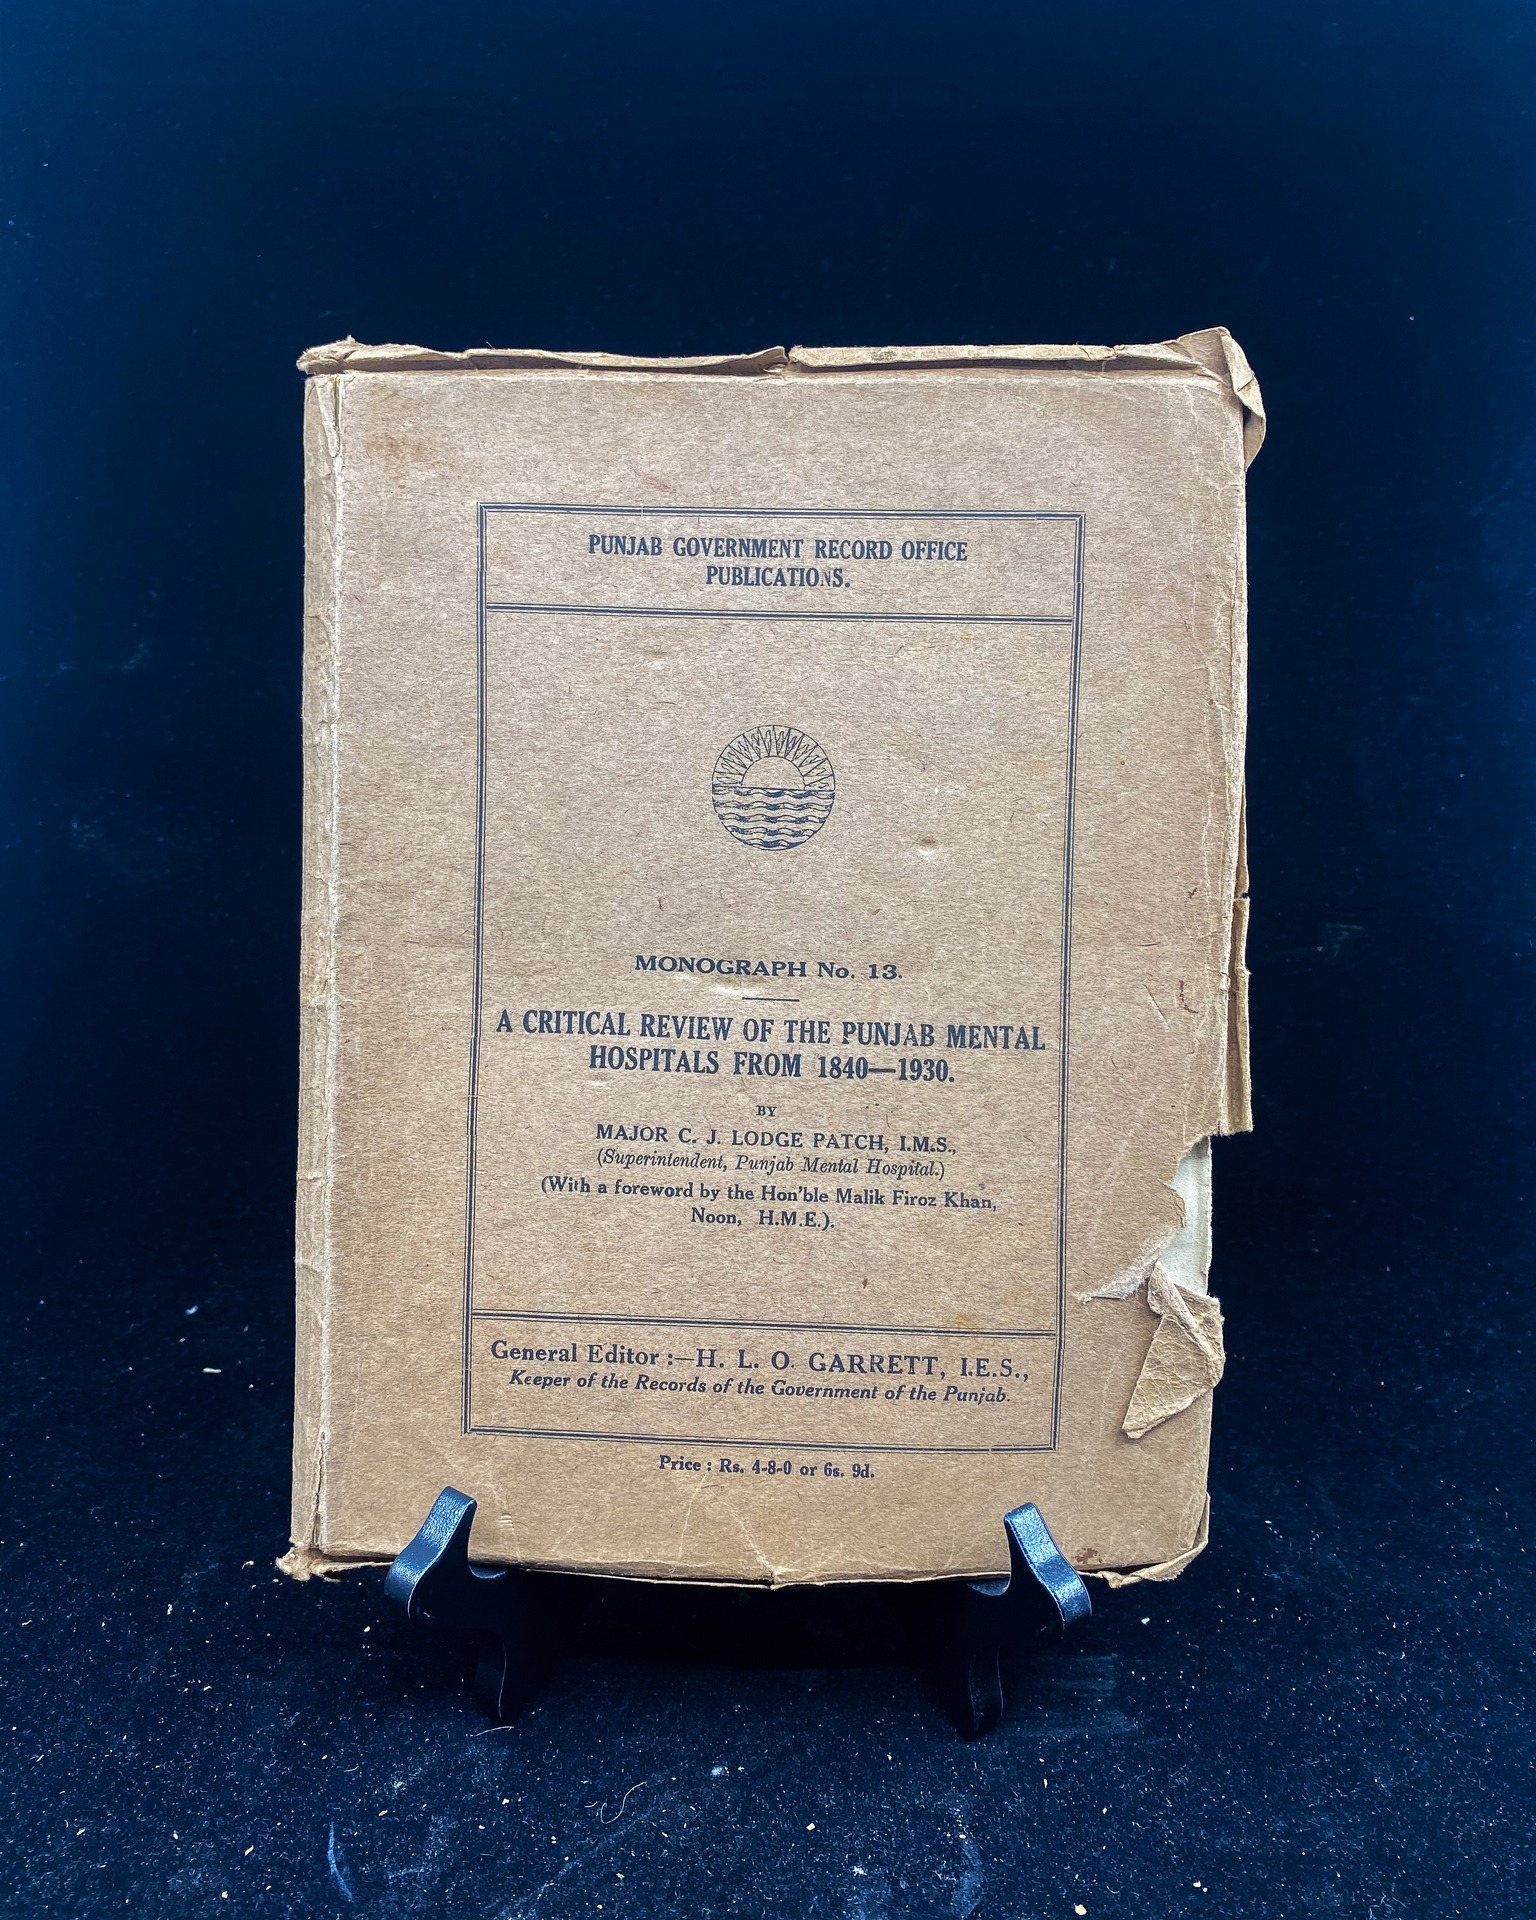 PUNJAB GOVERNMENT RECORD OFFICE
PUBLICATIONS.
MONOGRAPH No. 13.
A CRITICAL REVIEW OF THE PUNJAB MENTAL
HOSPITALS FROM 1840—1930.
BY
MAJOR C. J. LODGE PATCH, I.M.S.,
(Superintendent, Punjab Mental Hospital.)
(With a foreword by the Hon'ble Malik Firoz Khan,
Noon, H.M.E.).
General Editor :—H. L. O. GARRETT, I.E.S.,
Keeper of the Records of the Government of the Punjab.
Price : Rs. 4-8-0 or 6s. 9d.